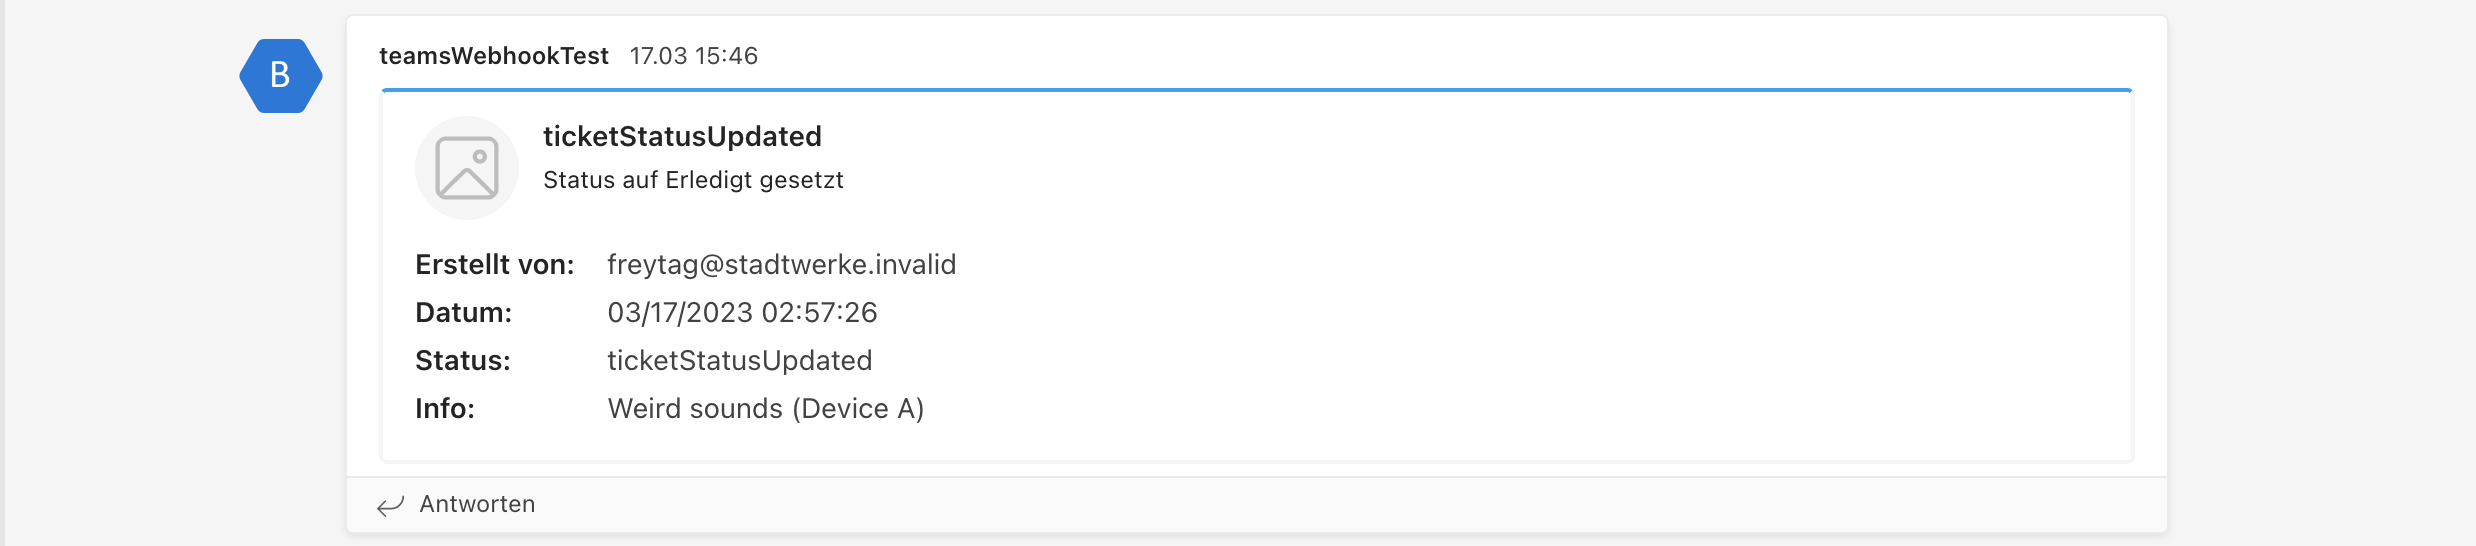 B
teamsWebhookTest 17.03 15:46
ticketStatusUpdated
Status auf Erledigt gesetzt
Erstellt von: freytag@stadtwerke.invalid
Datum: 03/17/2023 02:57:26
Status: ticketStatusUpdated
Info: Weird sounds (Device A)
Antworten